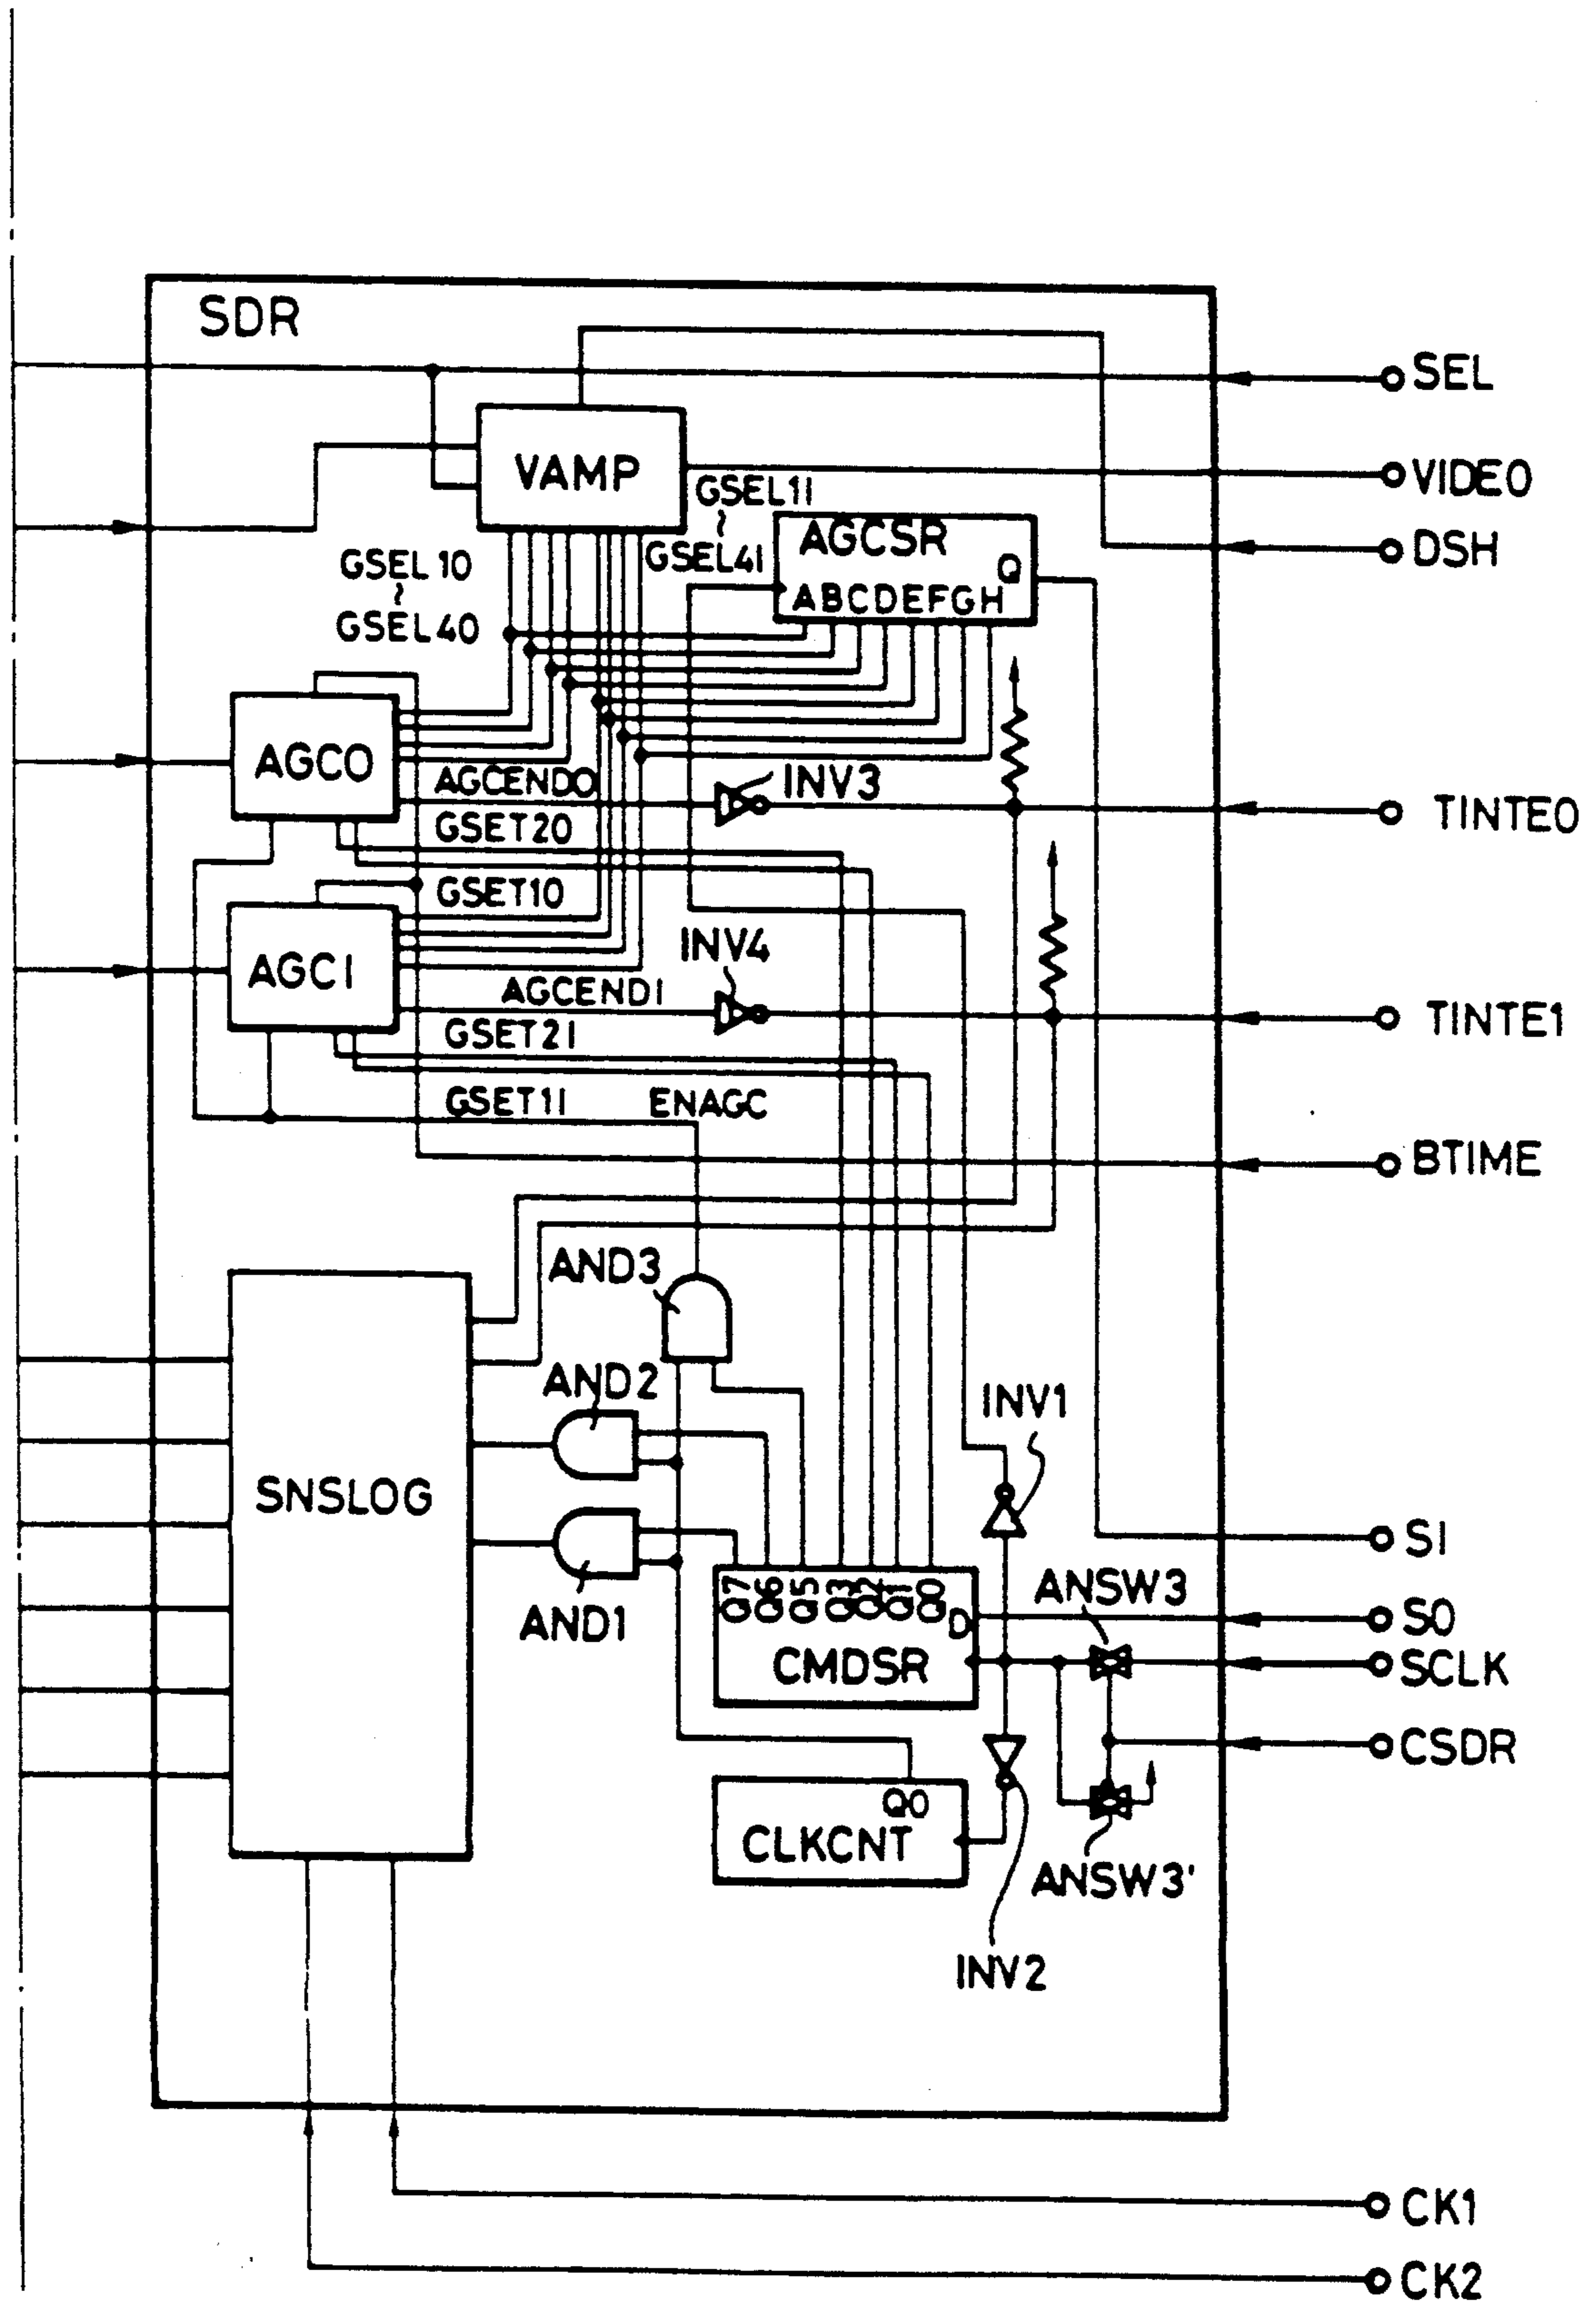 SDR
SEL
VAMP
VIDEO
GSEL11
~
GSEL41
AGCSR
Q
ABCDEFGH
DSH
GSEL10
~
GSEL40
AGC0
AGCEND0
INV3
TINTE0
GSET20
GSET10
AGC1
INV4
AGCEND1
TINTE1
GSET21
GSET11
ENAGC
BTIME
AND3
AND2
INV1
SNSLOG
SI
AND1
Q7 Q6 Q5 Q3 Q2 Q1 Q0
D
CMDSR
ANSW3
SO
SCLK
CSDR
Q0
CLKCNT
ANSW3'
INV2
CK1
CK2